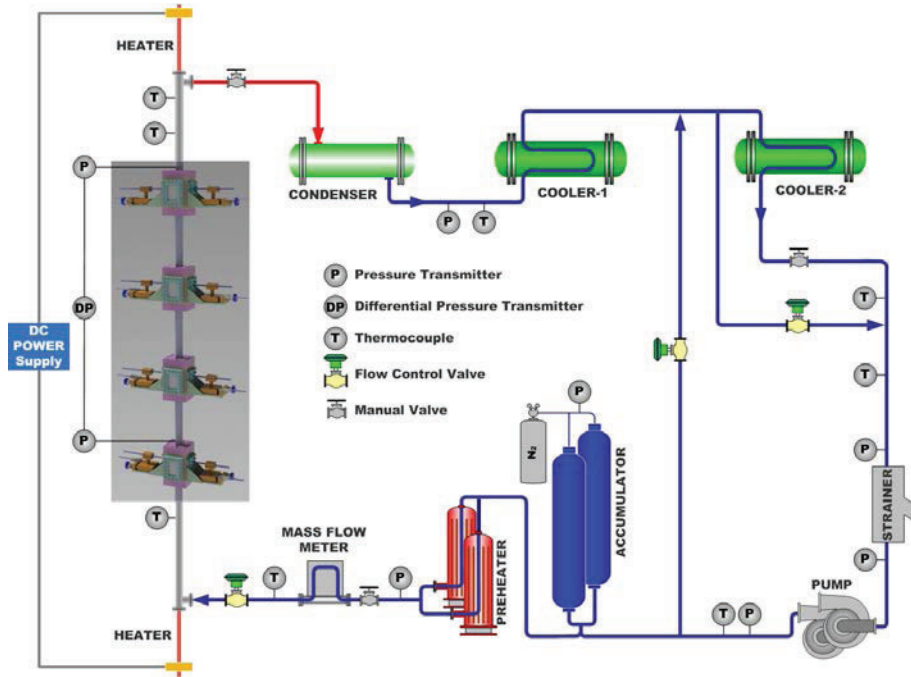 HEATER
T
T
P
CONDENSER
COOLER-1
COOLER-2
P
T
P
Pressure Transmitter
DP
Differential Pressure Transmitter
T
Thermocouple
Flow Control Valve
Manual Valve
DP
DC
POWER
Supply
P
T
T
T
P
P
N₂
ACCUMULATOR
STRAINER
P
MASS FLOW
METER
T
P
PREHEATER
PUMP
T
P
HEATER